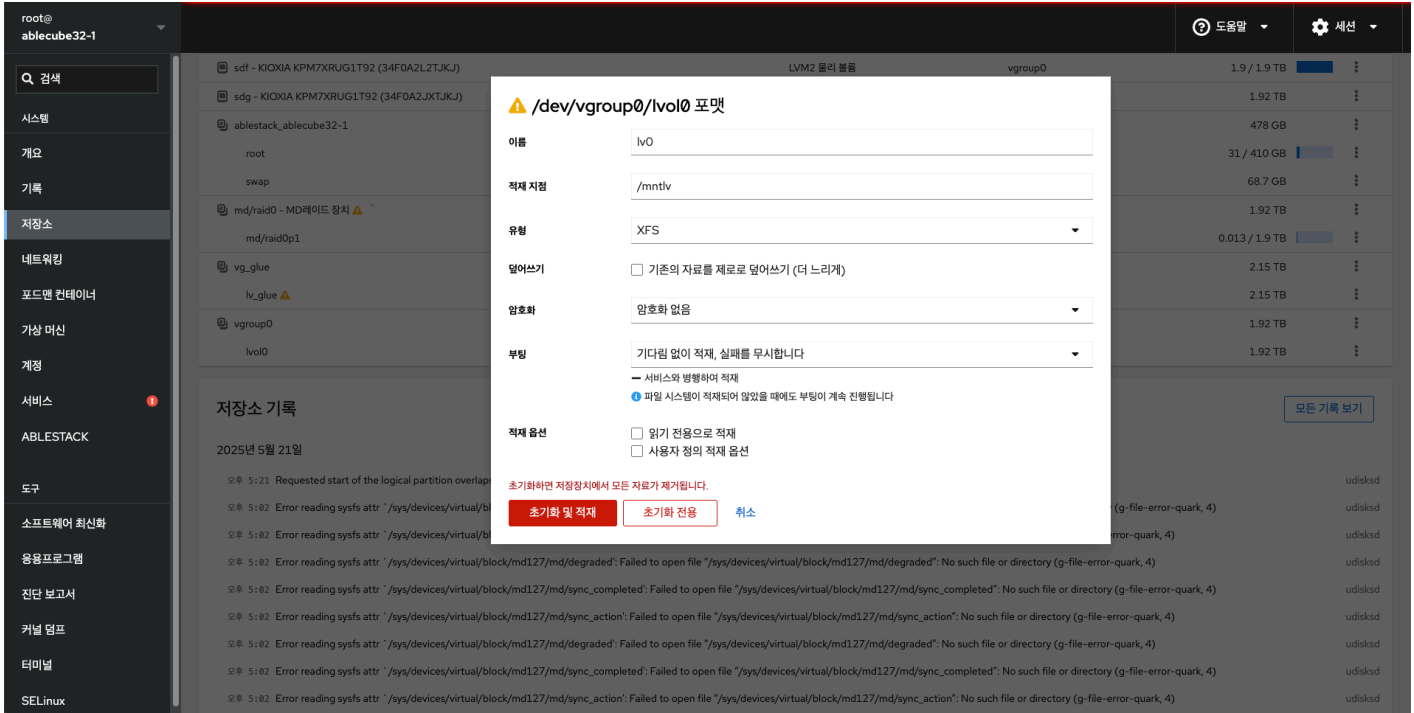 root@
ablecube32-1
도움말
세션
검색
시스템
개요
기록
저장소
네트워킹
포드맨 컨테이너
가상 머신
계정
서비스
ABLESTACK
도구
소프트웨어 최신화
응용프로그램
진단 보고서
커널 덤프
터미널
SELinux
sdf - KIOXIA KPM7XRUG1T92 (34F0A2L2TJKJ) LVM2 물리 볼륨 vgroup0 1.9 / 1.9 TB
sdg - KIOXIA KPM7XRUG1T92 (34F0A2JXTJKJ) 1.92 TB
ablestack_ablecube32-1 478 GB
root 31 / 410 GB
swap 68.7 GB
md/raid0 - MD레이드 장치 1.92 TB
md/raid0p1 0.013 / 1.9 TB
vg_glue 2.15 TB
lv_glue 2.15 TB
vgroup0 1.92 TB
lvol0 1.92 TB
/dev/vgroup0/lvol0 포맷
이름 lv0
적재 지점 /mntlv
유형 XFS
덮어쓰기 기존의 자료를 제로로 덮어쓰기 (더 느리게)
암호화 암호화 없음
부팅 기다림 없이 적재, 실패를 무시합니다
서비스와 병행하여 적재
파일 시스템이 적재되어 않았을 때에도 부팅이 계속 진행됩니다
적재 옵션 읽기 전용으로 적재
사용자 정의 적재 옵션
초기화하면 저장장치에서 모든 자료가 제거됩니다.
초기화 및 적재 초기화 전용 취소
저장소 기록 모든 기록 보기
2025년 5월 21일
오후 5:21 Requested start of the logical partition overlaps udisksd
오후 5:02 Error reading sysfs attr `/sys/devices/virtual/bl (g-file-error-quark, 4) udisksd
오후 5:02 Error reading sysfs attr `/sys/devices/virtual/bl error-quark, 4) udisksd
오후 5:02 Error reading sysfs attr `/sys/devices/virtual/block/md127/md/degraded': Failed to open file "/sys/devices/virtual/block/md127/md/degraded": No such file or directory (g-file-error-quark, 4) udisksd
오후 5:02 Error reading sysfs attr `/sys/devices/virtual/block/md127/md/sync_completed': Failed to open file "/sys/devices/virtual/block/md127/md/sync_completed": No such file or directory (g-file-error-quark, 4) udisksd
오후 5:02 Error reading sysfs attr `/sys/devices/virtual/block/md127/md/sync_action': Failed to open file "/sys/devices/virtual/block/md127/md/sync_action": No such file or directory (g-file-error-quark, 4) udisksd
오후 5:02 Error reading sysfs attr `/sys/devices/virtual/block/md127/md/degraded': Failed to open file "/sys/devices/virtual/block/md127/md/degraded": No such file or directory (g-file-error-quark, 4) udisksd
오후 5:02 Error reading sysfs attr `/sys/devices/virtual/block/md127/md/sync_completed': Failed to open file "/sys/devices/virtual/block/md127/md/sync_completed": No such file or directory (g-file-error-quark, 4) udisksd
오후 5:02 Error reading sysfs attr `/sys/devices/virtual/block/md127/md/sync_action': Failed to open file "/sys/devices/virtual/block/md127/md/sync_action": No such file or directory (g-file-error-quark, 4) udisksd